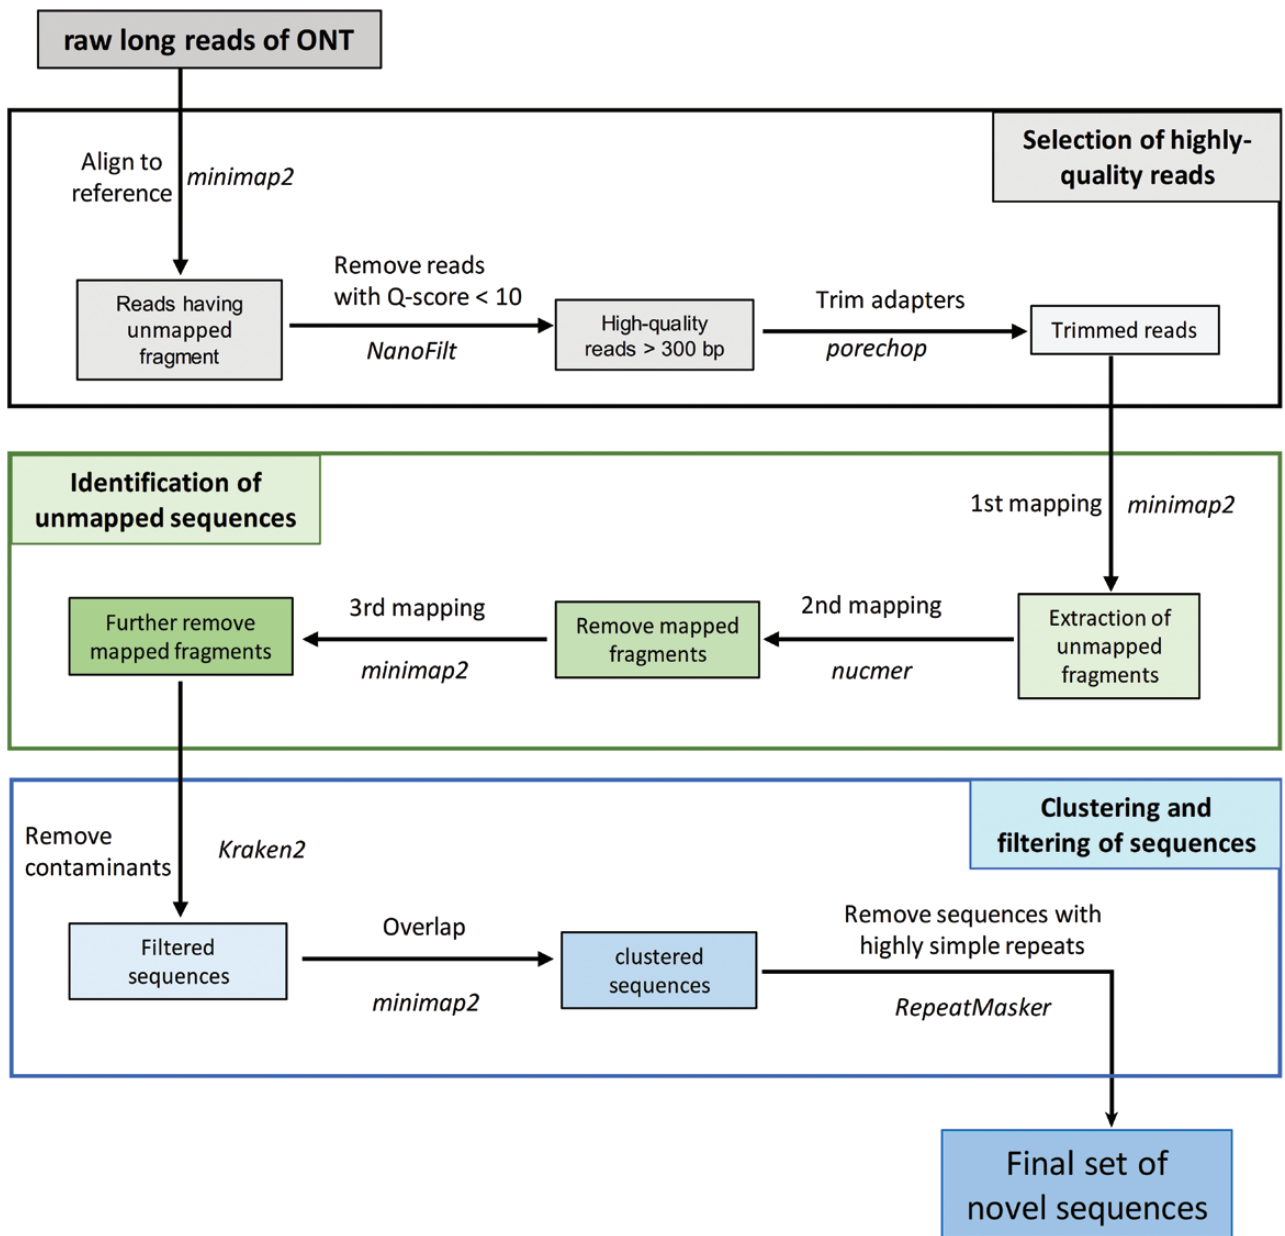 raw long reads of ONT
Selection of highly-
quality reads
Align to
reference
minimap2
Reads having
unmapped
fragment
Remove reads
with Q-score < 10
NanoFilt
High-quality
reads > 300 bp
Trim adapters
porechop
Trimmed reads
Identification of
unmapped sequences
1st mapping
minimap2
Extraction of
unmapped
fragments
2nd mapping
nucmer
Remove mapped
fragments
3rd mapping
minimap2
Further remove
mapped fragments
Clustering and
filtering of sequences
Remove
contaminants
Kraken2
Filtered
sequences
Overlap
minimap2
clustered
sequences
Remove sequences with
highly simple repeats
RepeatMasker
Final set of
novel sequences